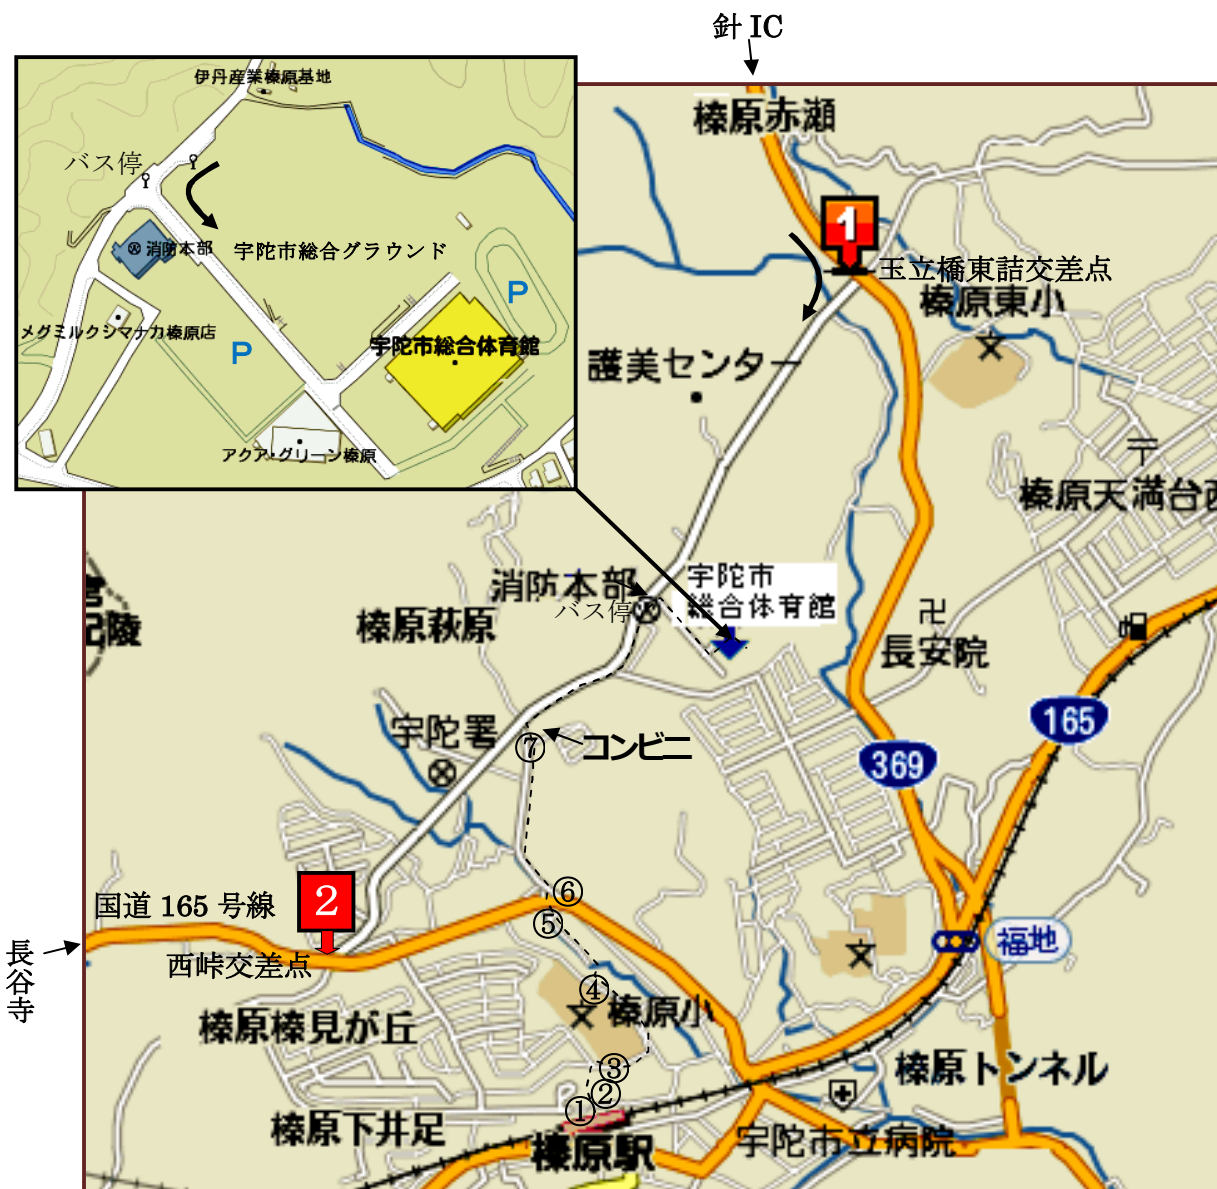 針 IC
伊丹産業榛原基地
バス停
消防本部
宇陀市総合グラウンド
P
メグミルクシマナカ榛原店
P
宇陀市総合体育館
アクア・グリーン榛原
榛原赤瀬
1
玉立橋東詰交差点
榛原東小
護美センター
榛原天満台西
消防本部
バス停
宇陀市
総合体育館
榛原萩原
記陵
長安院
165
369
宇陀署
⑦
コンビニ
国道 165 号線
2
⑥
⑤
西峠交差点
長谷寺
福地
④
榛原小
榛原榛見が丘
③
②
①
榛原トンネル
榛原下井足
榛原駅
宇陀市立病院